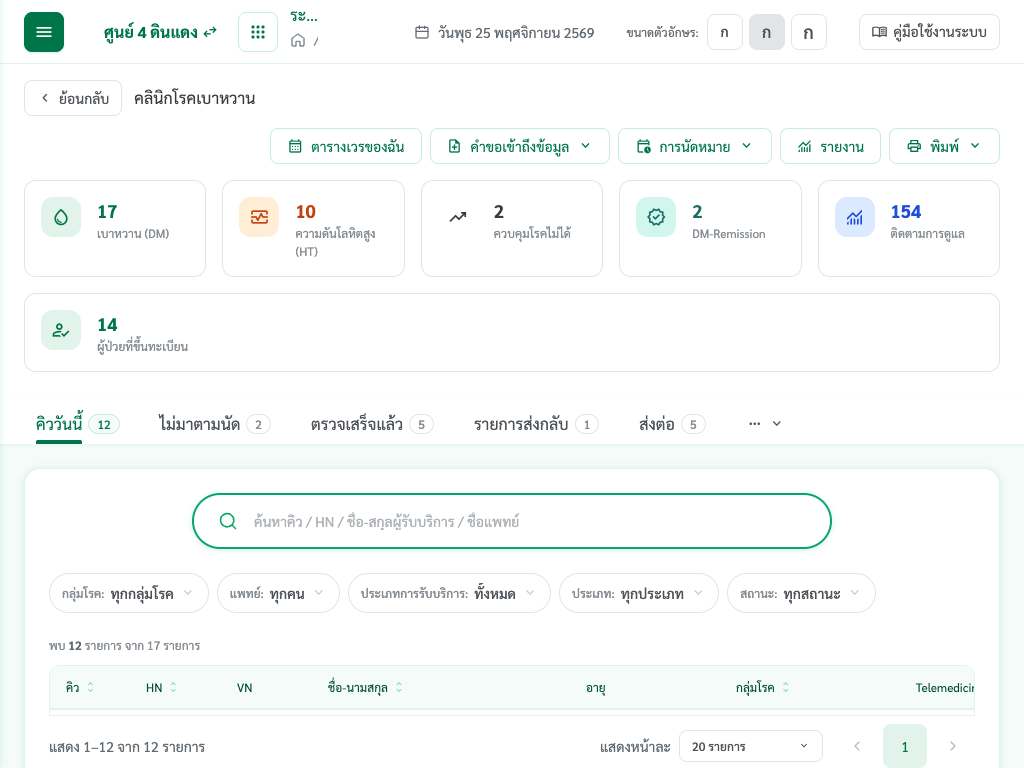 ศูนย์ 4 ดินแดง
ระ...
/
วันพุธ 25 พฤศจิกายน 2569
ขนาดตัวอักษร:
ก
ก
ก
คู่มือใช้งานระบบ
ย้อนกลับ
คลินิกโรคเบาหวาน
ตารางเวรของฉัน
คำขอเข้าถึงข้อมูล
การนัดหมาย
รายงาน
พิมพ์
17
เบาหวาน (DM)
10
ความดันโลหิตสูง
(HT)
2
ควบคุมโรคไม่ได้
2
DM-Remission
154
ติดตามการดูแล
14
ผู้ป่วยที่ขึ้นทะเบียน
คิววันนี้ 12
ไม่มาตามนัด 2
ตรวจเสร็จแล้ว 5
รายการส่งกลับ 1
ส่งต่อ 5
...
ค้นหาคิว / HN / ชื่อ-สกุลผู้รับบริการ / ชื่อแพทย์
กลุ่มโรค: ทุกกลุ่มโรค
แพทย์: ทุกคน
ประเภทการรับบริการ: ทั้งหมด
ประเภท: ทุกประเภท
สถานะ: ทุกสถานะ
พบ 12 รายการ จาก 17 รายการ
คิว
HN
VN
ชื่อ-นามสกุล
อายุ
กลุ่มโรค
Telemedicin
แสดง 1–12 จาก 12 รายการ
แสดงหน้าละ
20 รายการ
1